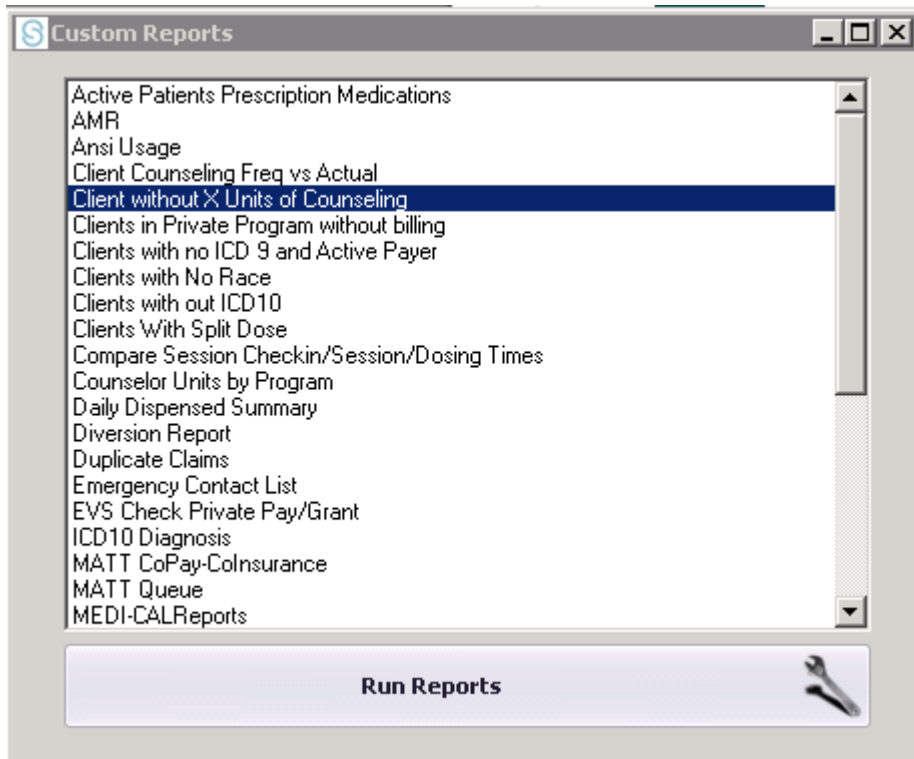 S Custom Reports
Active Patients Prescription Medications
AMR
Ansi Usage
Client Counseling Freq vs Actual
Client without X Units of Counseling
Clients in Private Program without billing
Clients with no ICD 9 and Active Payer
Clients with No Race
Clients with out ICD10
Clients With Split Dose
Compare Session Checkin/Session/Dosing Times
Counselor Units by Program
Daily Dispensed Summary
Diversion Report
Duplicate Claims
Emergency Contact List
EVS Check Private Pay/Grant
ICD10 Diagnosis
MATT CoPay-CoInsurance
MATT Queue
MEDI-CALReports
Run Reports